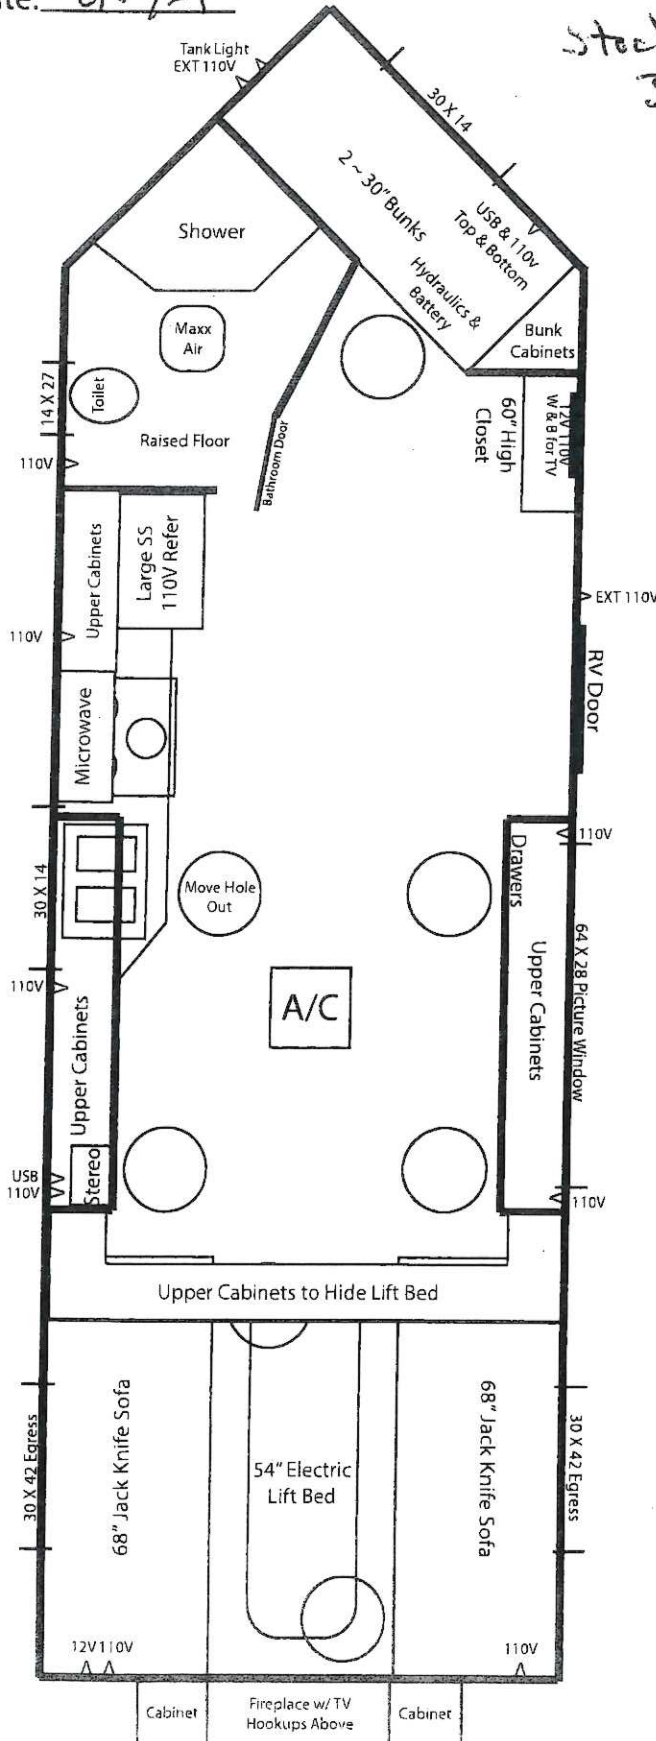 Tank Light
EXT 110V
30 X 14
2 ~ 30" Bunks
USB & 110V
Top & Bottom
Hydraulics &
Battery
Shower
Bunk
Cabinets
Maxx
Air
14 X 27
Toilet
60" High
Closet
12V 110V
W & B for TV
Raised Floor
Bathroom Door
110V
Upper Cabinets
Large SS
110V Refer
EXT 110V
110V
RV Door
Microwave
110V
Drawers
30 X 14
Move Hole
Out
64 X 28 Picture Window
Upper Cabinets
110V
A/C
Upper Cabinets
Stereo
USB
110V
110V
Upper Cabinets to Hide Lift Bed
30 X 42 Egress
68" Jack Knife Sofa
54" Electric
Lift Bed
68" Jack Knife Sofa
30 X 42 Egress
12V 110V
110V
Cabinet
Fireplace w/ TV
Hookups Above
Cabinet